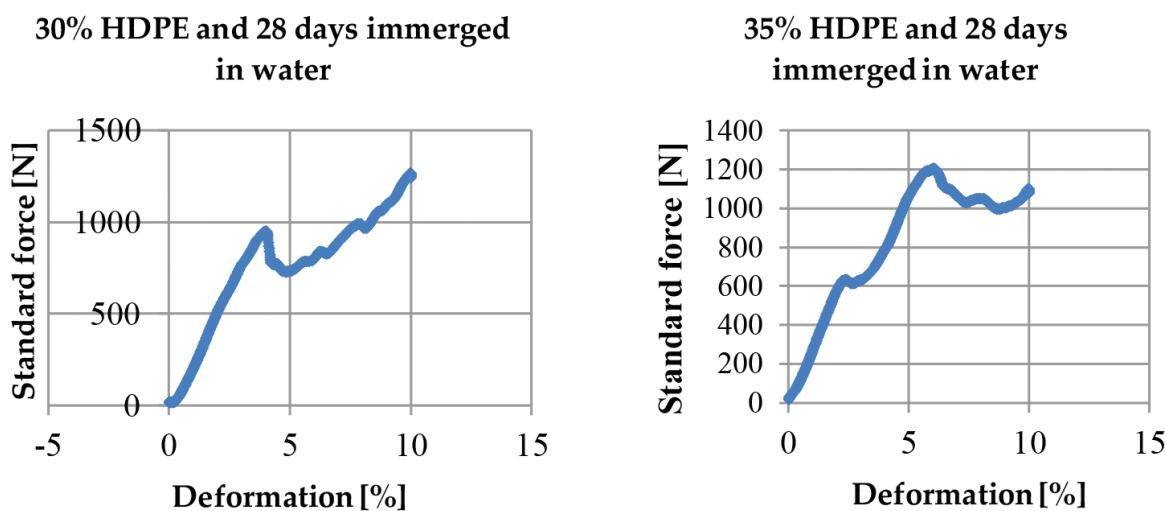 30% HDPE and 28 days immerged
in water
Standard force [N]
1500
1000
500
0
-5
0
5
10
15
Deformation [%]
35% HDPE and 28 days
immerged in water
Standard force [N]
1400
1200
1000
800
600
400
200
0
0
5
10
15
Deformation [%]